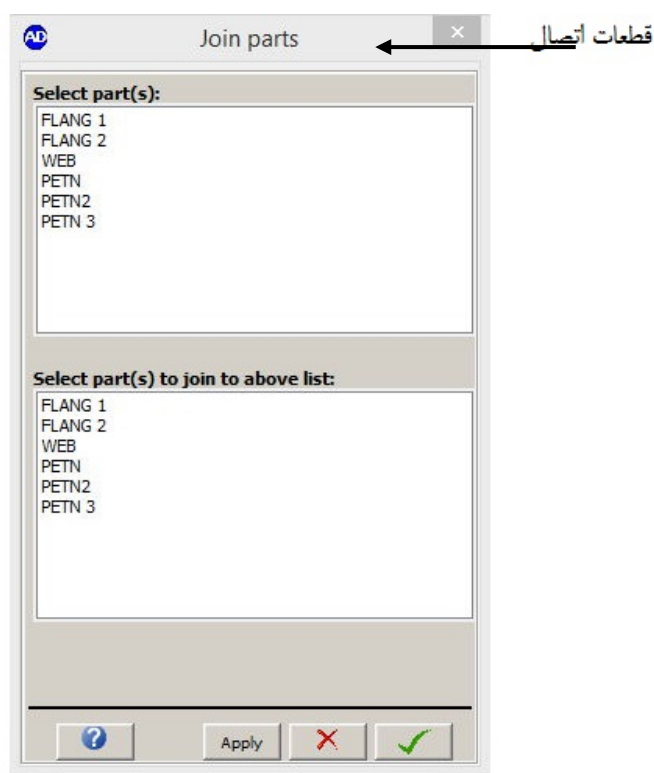 AD Join parts × قطعات اتصال
Select part(s):
FLANG 1
FLANG 2
WEB
PETN
PETN2
PETN 3
Select part(s) to join to above list:
FLANG 1
FLANG 2
WEB
PETN
PETN2
PETN 3
? Apply